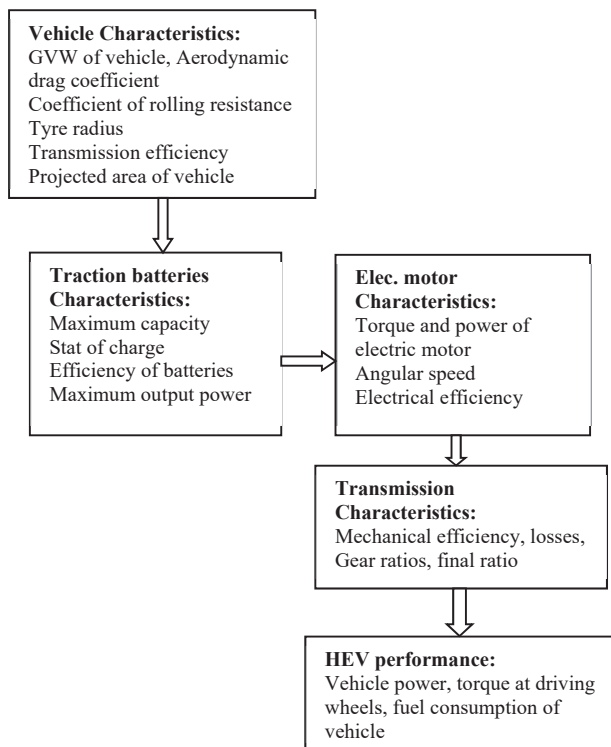 Vehicle Characteristics:
GVW of vehicle, Aerodynamic
drag coefficient
Coefficient of rolling resistance
Tyre radius
Transmission efficiency
Projected area of vehicle
Traction batteries
Characteristics:
Maximum capacity
Stat of charge
Efficiency of batteries
Maximum output power
Elec. motor
Characteristics:
Torque and power of
electric motor
Angular speed
Electrical efficiency
Transmission
Characteristics:
Mechanical efficiency, losses,
Gear ratios, final ratio
HEV performance:
Vehicle power, torque at driving
wheels, fuel consumption of
vehicle